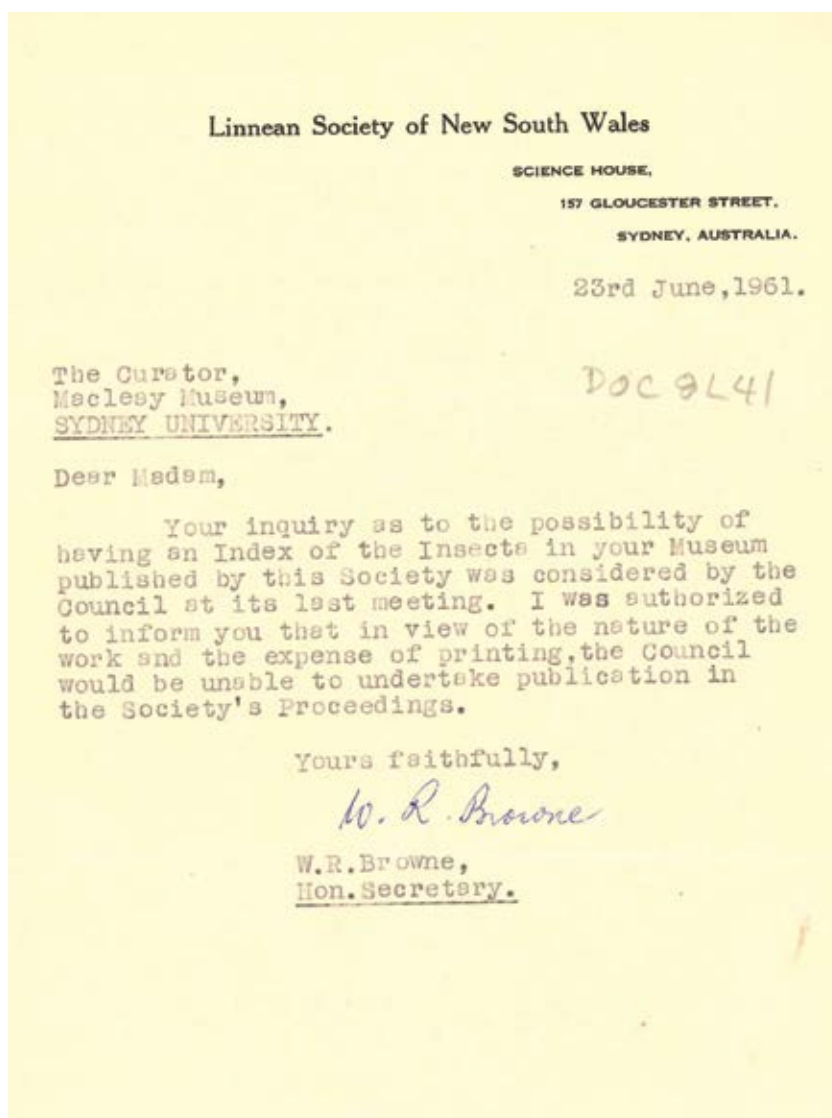 Linnean Society of New South Wales
SCIENCE HOUSE,
157 GLOUCESTER STREET,
SYDNEY, AUSTRALIA.
23rd June,1961.
The Curator,
Macleay Museum,
SYDNEY UNIVERSITY.
DOC 2L41
Dear Madam,
Your inquiry as to the possibility of
having an Index of the Insects in your Museum
published by this Society was considered by the
Council at its last meeting. I was authorized
to inform you that in view of the nature of the
work and the expense of printing,the Council
would be unable to undertake publication in
the Society's Proceedings.
Yours faithfully,
W. R. Browne
W.R.Browne,
Hon.Secretary.